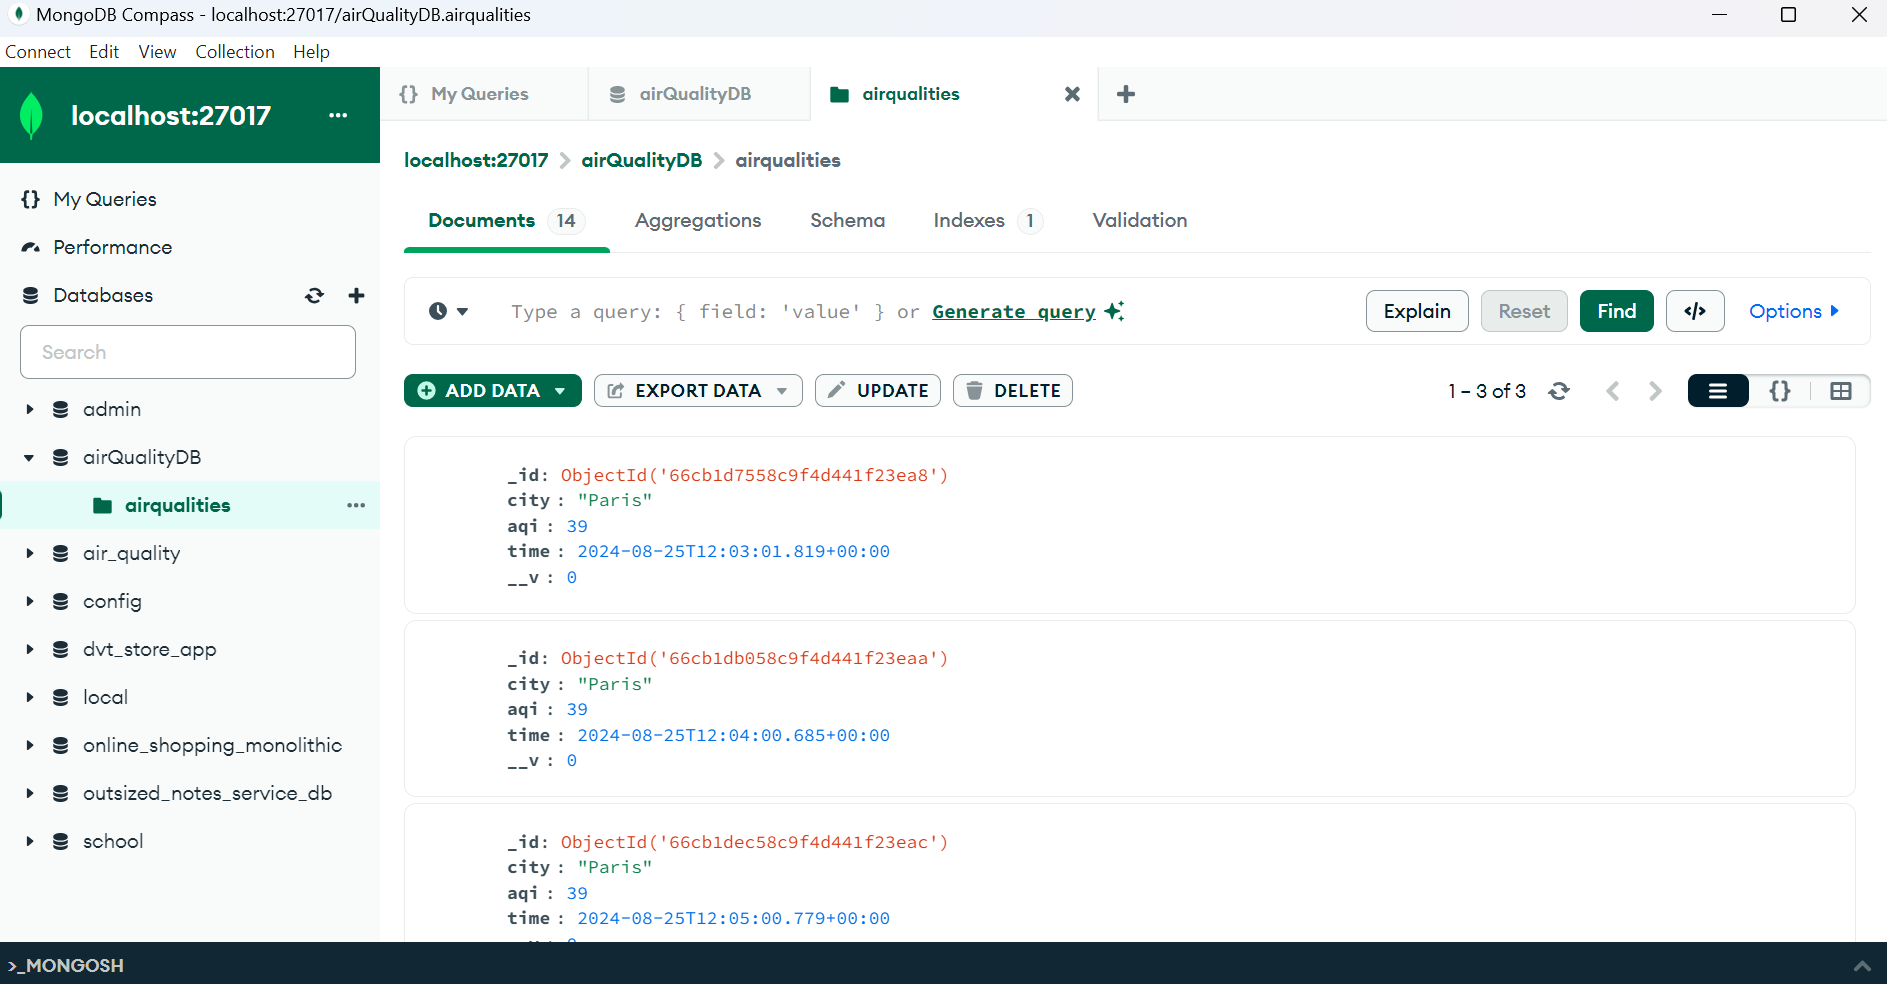 MongoDB Compass - localhost:27017/airQualityDB.airqualities
Connect Edit View Collection Help
localhost:27017 ...
My Queries
Performance
Databases
Search
admin
airQualityDB
airqualities ...
air_quality
config
dvt_store_app
local
online_shopping_monolithic
outsized_notes_service_db
school
{} My Queries airQualityDB airqualities
localhost:27017 > airQualityDB > airqualities
Documents 14 Aggregations Schema Indexes 1 Validation
Type a query: { field: 'value' } or Generate query Explain Reset Find </> Options
ADD DATA EXPORT DATA UPDATE DELETE 1 – 3 of 3 {}
_id: ObjectId('66cb1d7558c9f4d441f23ea8')
city : "Paris"
aqi : 39
time : 2024-08-25T12:03:01.819+00:00
__v : 0
_id: ObjectId('66cb1db058c9f4d441f23eaa')
city : "Paris"
aqi : 39
time : 2024-08-25T12:04:00.685+00:00
__v : 0
_id: ObjectId('66cb1dec58c9f4d441f23eac')
city : "Paris"
aqi : 39
time : 2024-08-25T12:05:00.779+00:00
>_MONGOSH